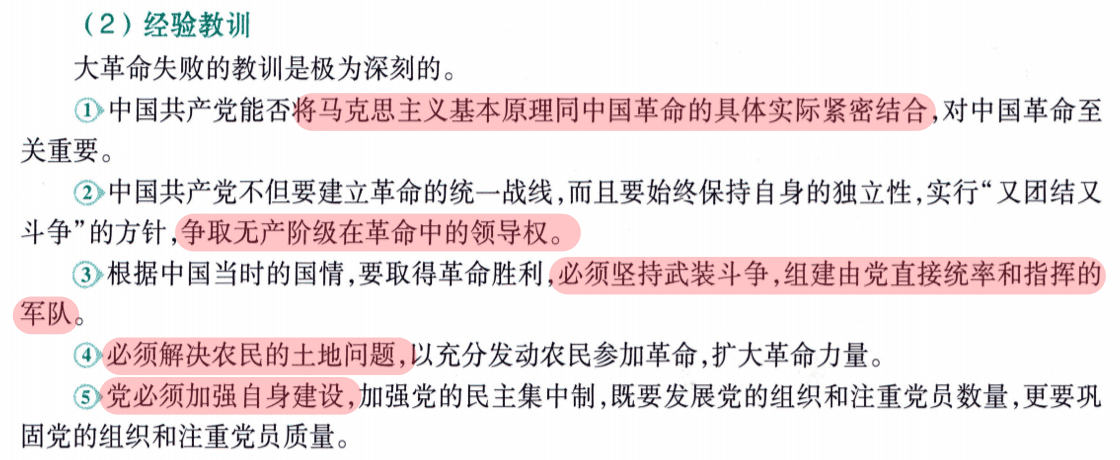 （2）经验教训
大革命失败的教训是极为深刻的。
①中国共产党能否将马克思主义基本原理同中国革命的具体实际紧密结合，对中国革命至
关重要。
②中国共产党不但要建立革命的统一战线，而且要始终保持自身的独立性，实行“又团结又
斗争”的方针，争取无产阶级在革命中的领导权。
③根据中国当时的国情，要取得革命胜利，必须坚持武装斗争，组建由党直接统率和指挥的
军队。
④必须解决农民的土地问题，以充分发动农民参加革命，扩大革命力量。
⑤党必须加强自身建设，加强党的民主集中制，既要发展党的组织和注重党员数量，更要巩
固党的组织和注重党员质量。